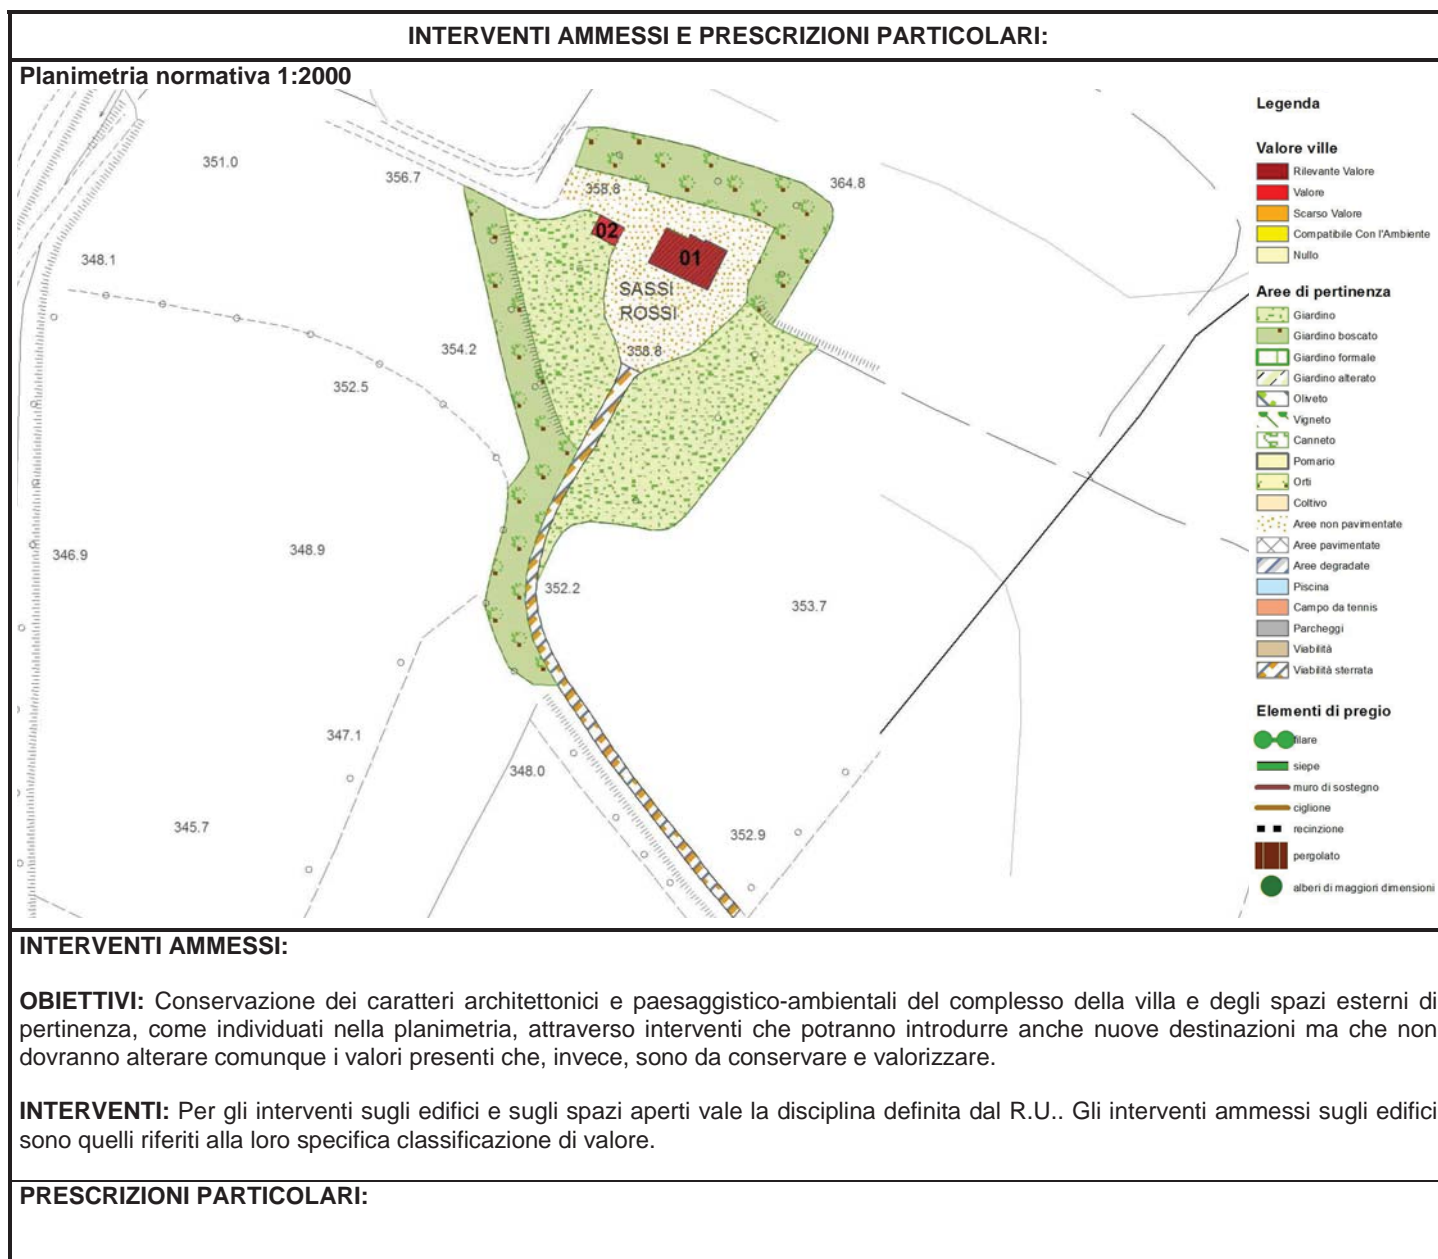 INTERVENTI AMMESSI E PRESCRIZIONI PARTICOLARI:
Planimetria normativa 1:2000
351.0
356.7
358,8
364.8
02
01
348.1
SASSI
ROSSI
354.2
358.8
352.5
346.9
348.9
352.2
353.7
347.1
348.0
345.7
352.9
Legenda
Valore ville
Rilevante Valore
Valore
Scarso Valore
Compatibile Con l'Ambiente
Nullo
Aree di pertinenza
Giardino
Giardino boscato
Giardino formale
Giardino alterato
Oliveto
Vigneto
Canneto
Pomario
Orti
Coltivo
Aree non pavimentate
Aree pavimentate
Aree degradate
Piscina
Campo da tennis
Parcheggi
Viabilità
Viabilità sterrata
Elementi di pregio
filare
siepe
muro di sostegno
ciglione
recinzione
pergolato
alberi di maggiori dimensioni
INTERVENTI AMMESSI:
OBIETTIVI: Conservazione dei caratteri architettonici e paesaggistico-ambientali del complesso della villa e degli spazi esterni di
pertinenza, come individuati nella planimetria, attraverso interventi che potranno introdurre anche nuove destinazioni ma che non
dovranno alterare comunque i valori presenti che, invece, sono da conservare e valorizzare.
INTERVENTI: Per gli interventi sugli edifici e sugli spazi aperti vale la disciplina definita dal R.U.. Gli interventi ammessi sugli edifici
sono quelli riferiti alla loro specifica classificazione di valore.
PRESCRIZIONI PARTICOLARI: